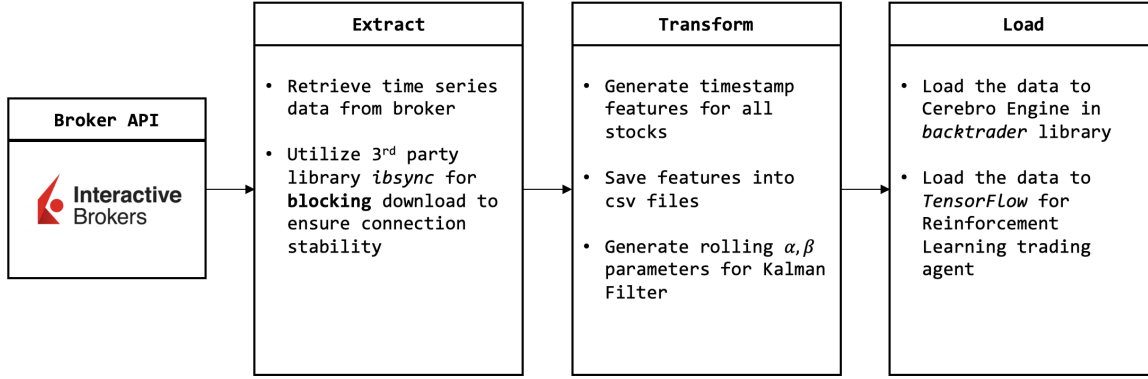 Broker API
Interactive
Brokers
Extract
• Retrieve time series
data from broker
• Utilize 3rd party
library ibsync for
blocking download to
ensure connection
stability
Transform
• Generate timestamp
features for all
stocks
• Save features into
csv files
• Generate rolling α,β
parameters for Kalman
Filter
Load
• Load the data to
Cerebro Engine in
backtrader library
• Load the data to
TensorFlow for
Reinforcement
Learning trading
agent